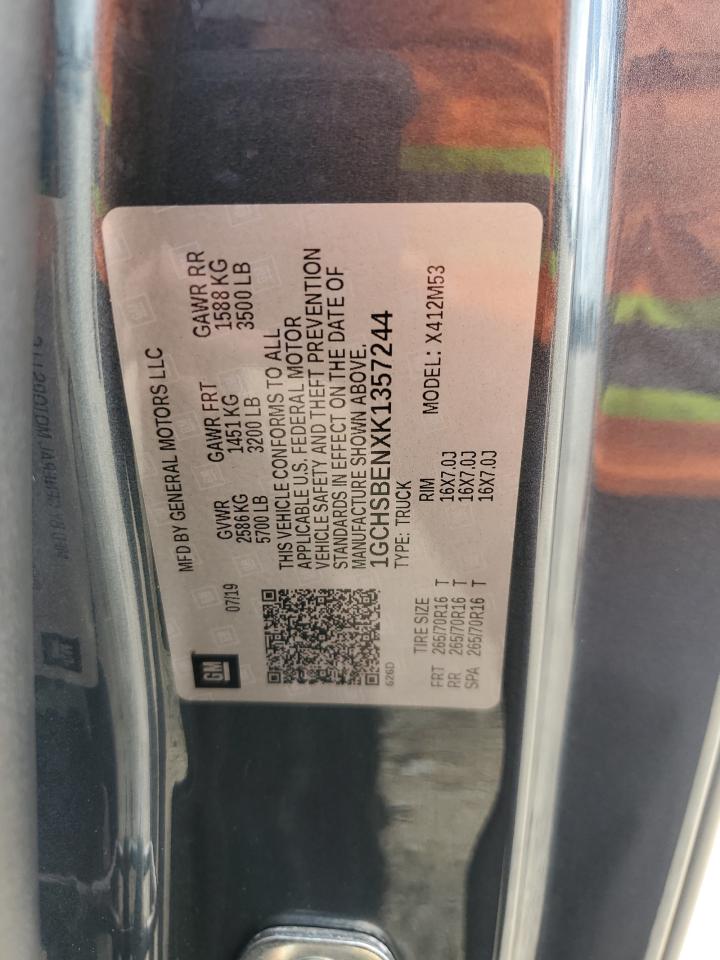 MFD BY GENERAL MOTORS LLC
GM
07/19
GVWR
2586 KG
5700 LB
GAWR FRT
1451 KG
3200 LB
GAWR RR
1588 KG
3500 LB
THIS VEHICLE CONFORMS TO ALL
APPLICABLE U.S. FEDERAL MOTOR
VEHICLE SAFETY AND THEFT PREVENTION
STANDARDS IN EFFECT ON THE DATE OF
MANUFACTURE SHOWN ABOVE.
1GCHSBENXK1357244
626D
TYPE: TRUCK
MODEL: X412M53
TIRE SIZE RIM
FRT 265/70R16 T 16X7.0J
RR 265/70R16 T 16X7.0J
SPA 265/70R16 T 16X7.0J